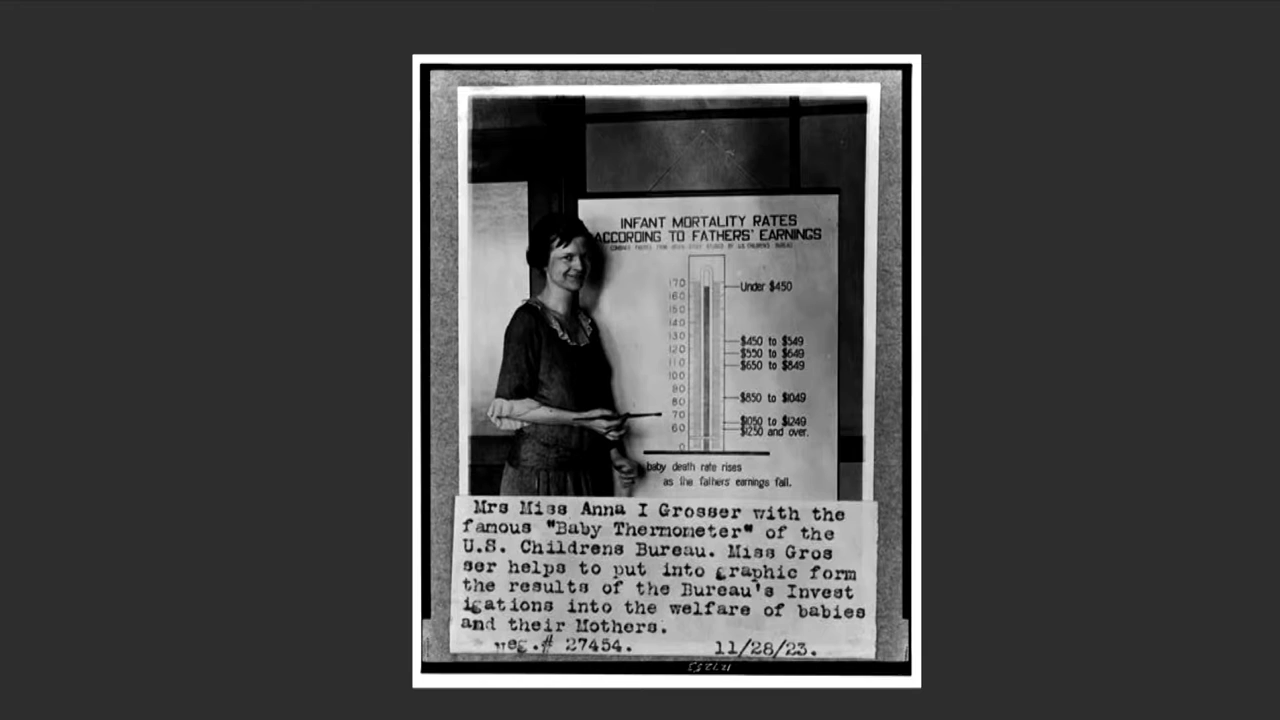 INFANT MORTALITY RATES
ACCORDING TO FATHERS' EARNINGS
170
160
150
140
130
120
110
100
90
80
70
60
0
Under $450
$450 to $549
$550 to $649
$650 to $849
$850 to $1049
$1050 to $1249
$1250 and over.
baby death rate rises
as the fathers' earnings fall.
Mrs Miss Anna I Grosser with the
famous "Baby Thermometer" of the
U.S. Childrens Bureau. Miss Gros
ser helps to put into graphic form
the results of the Bureau's Invest
igations into the welfare of babies
and their Mothers.
neg.# 27454. 11/28/23.